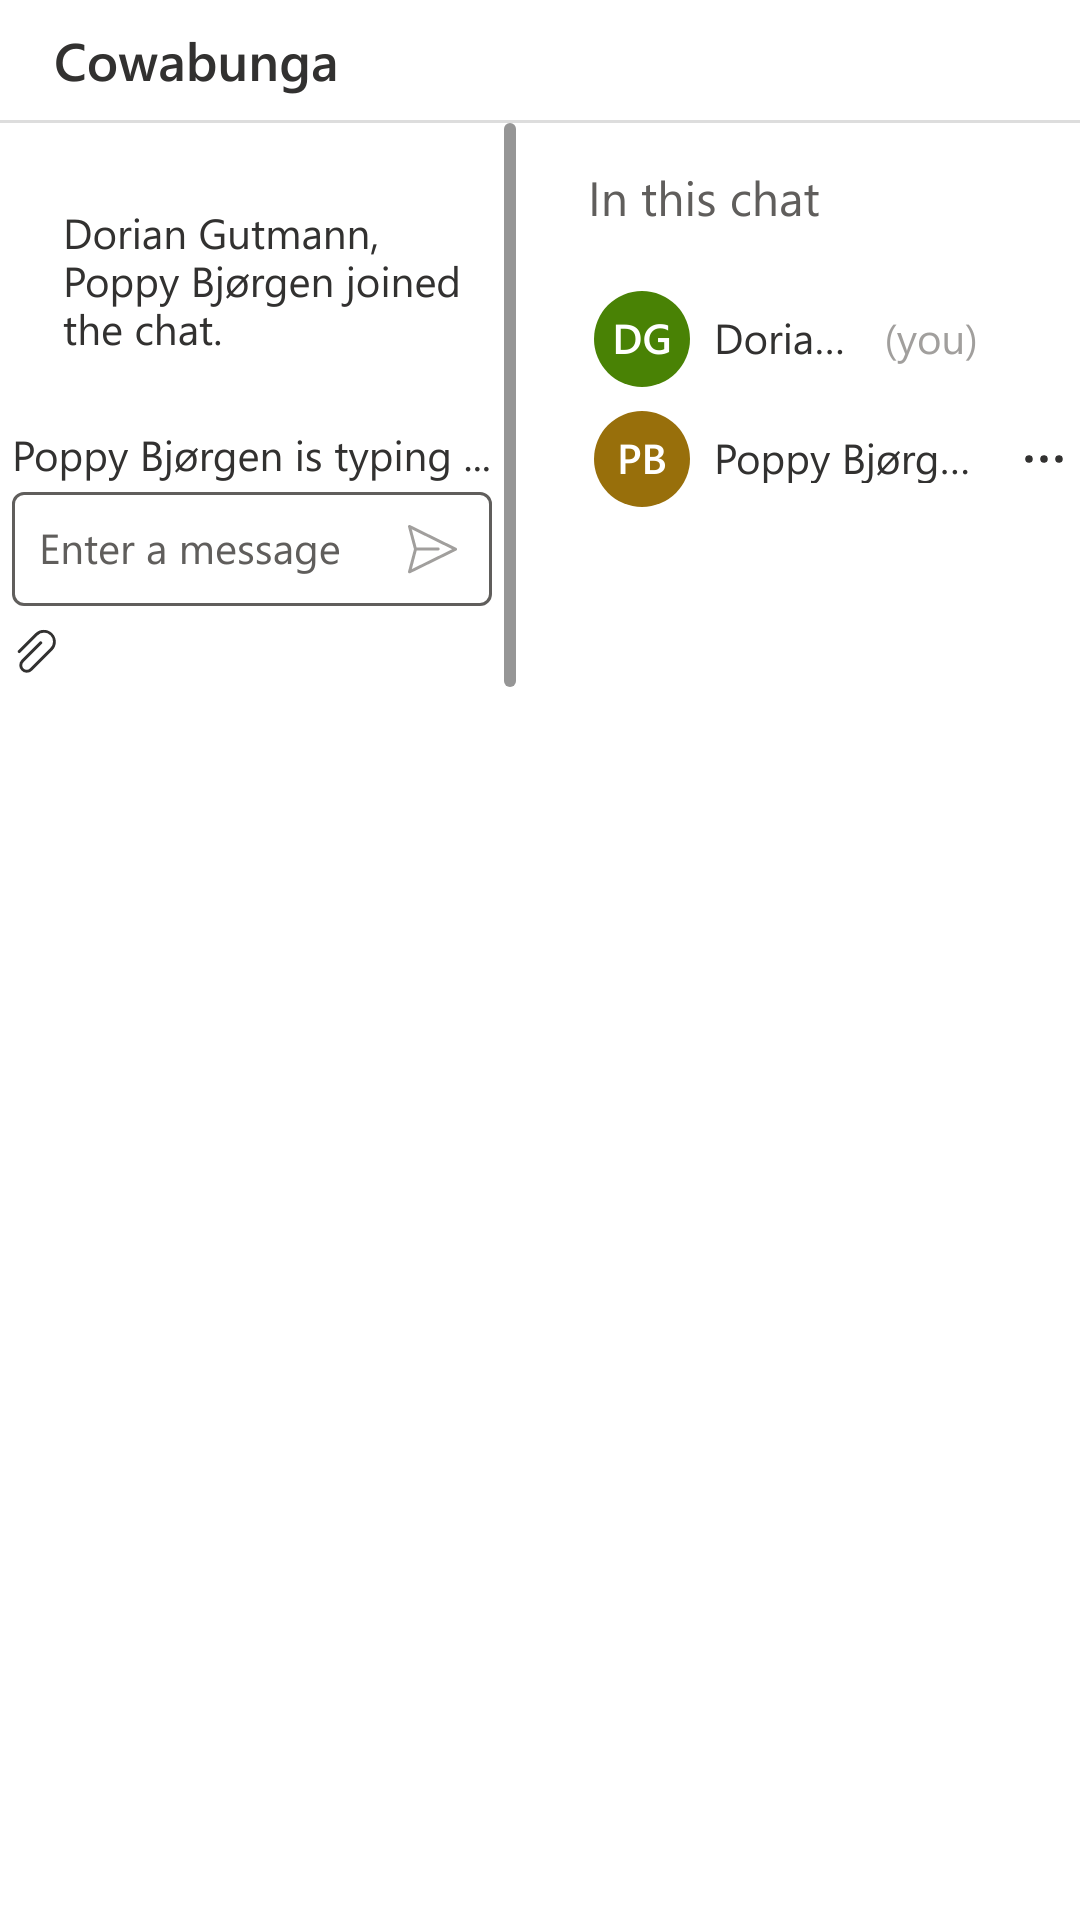 Cowabunga
Dorian Gutmann,
Poppy Bjørgen joined
the chat.
Poppy Bjørgen is typing ...
Enter a message
In this chat
DG Doria... (you)
PB Poppy Bjørg...